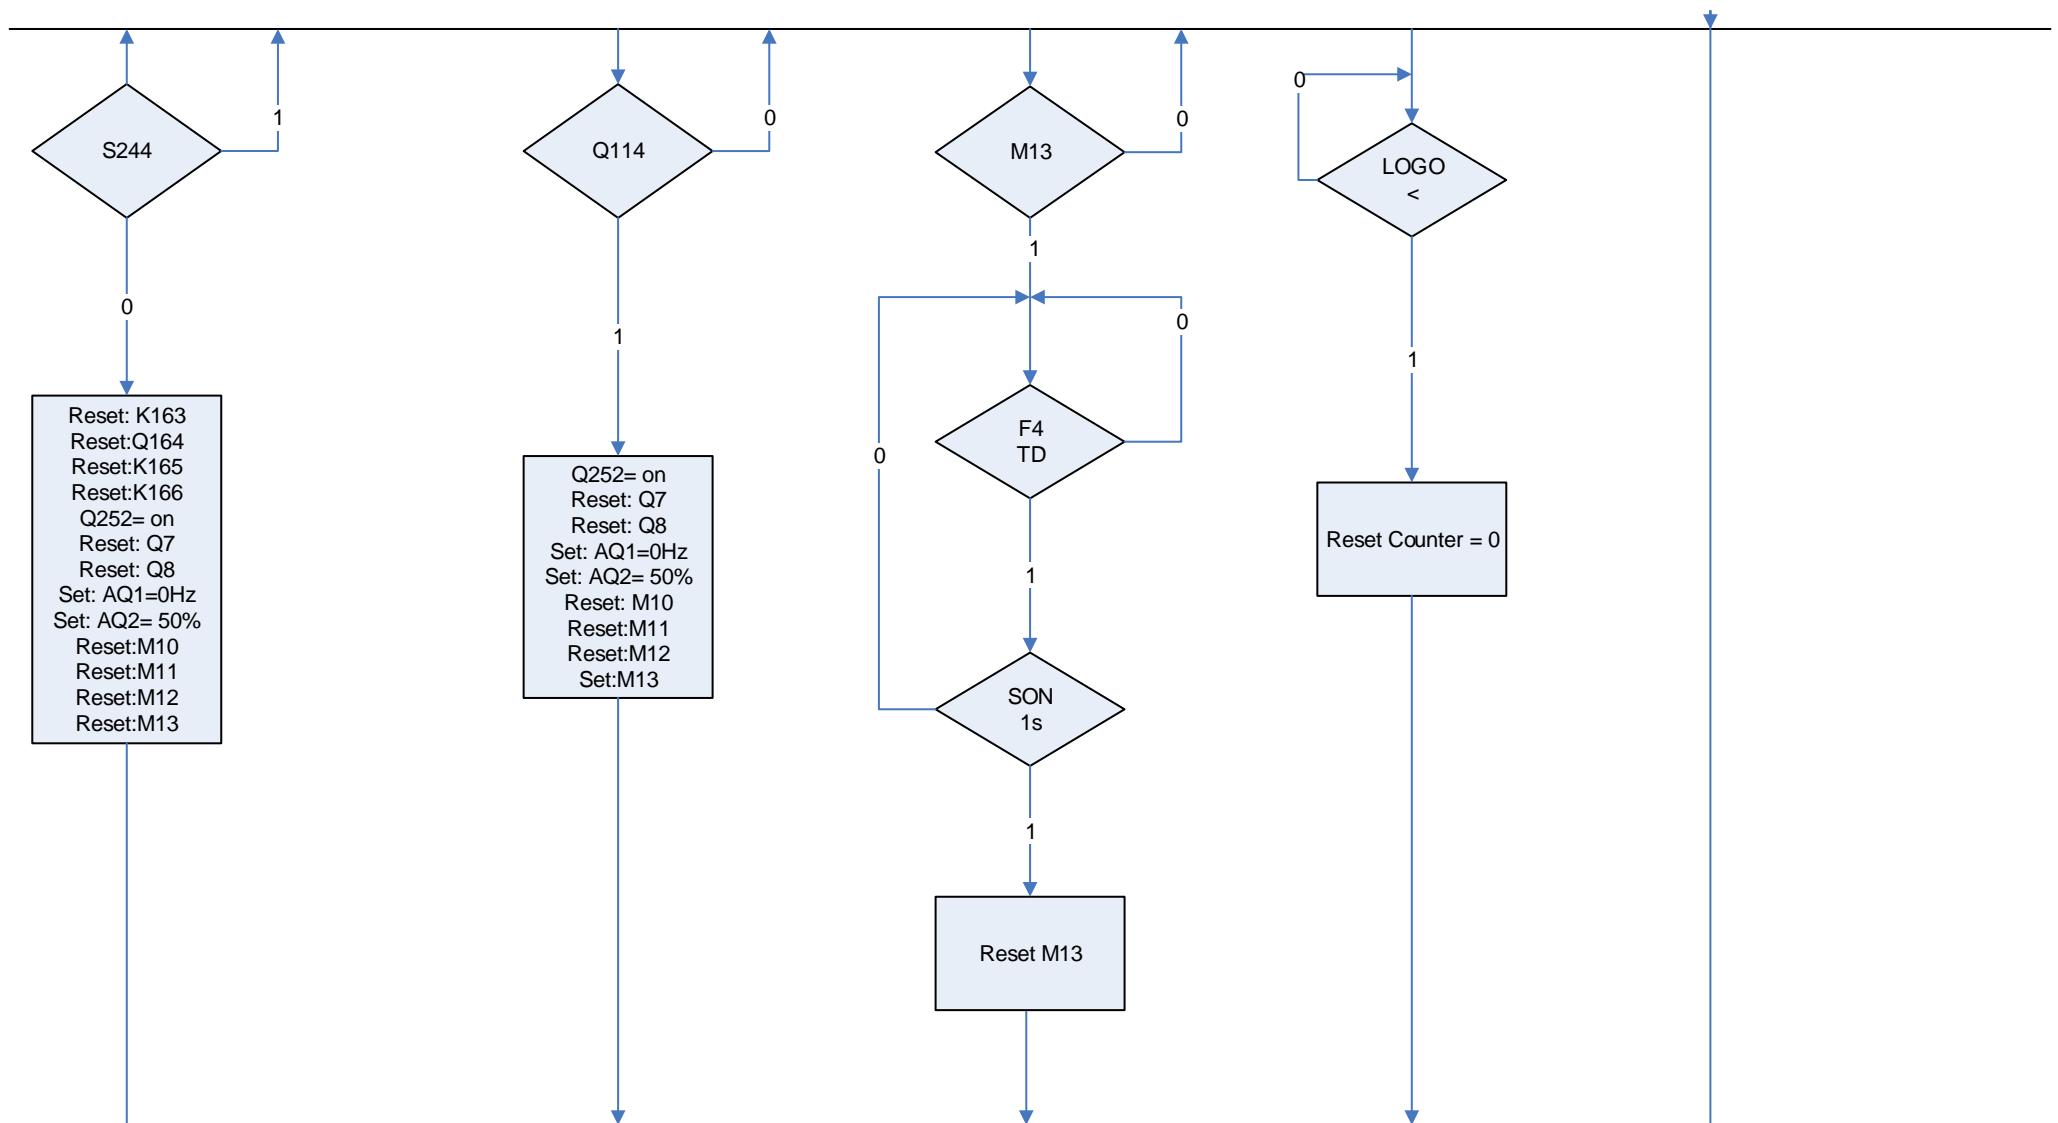 S244
1
0
Reset: K163
Reset:Q164
Reset:K165
Reset:K166
Q252= on
Reset: Q7
Reset: Q8
Set: AQ1=0Hz
Set: AQ2= 50%
Reset:M10
Reset:M11
Reset:M12
Reset:M13
Q114
0
1
Q252= on
Reset: Q7
Reset: Q8
Set: AQ1=0Hz
Set: AQ2= 50%
Reset: M10
Reset:M11
Reset:M12
Set:M13
M13
0
1
0
0
F4
TD
1
SON
1s
1
Reset M13
0
LOGO
<
1
Reset Counter = 0